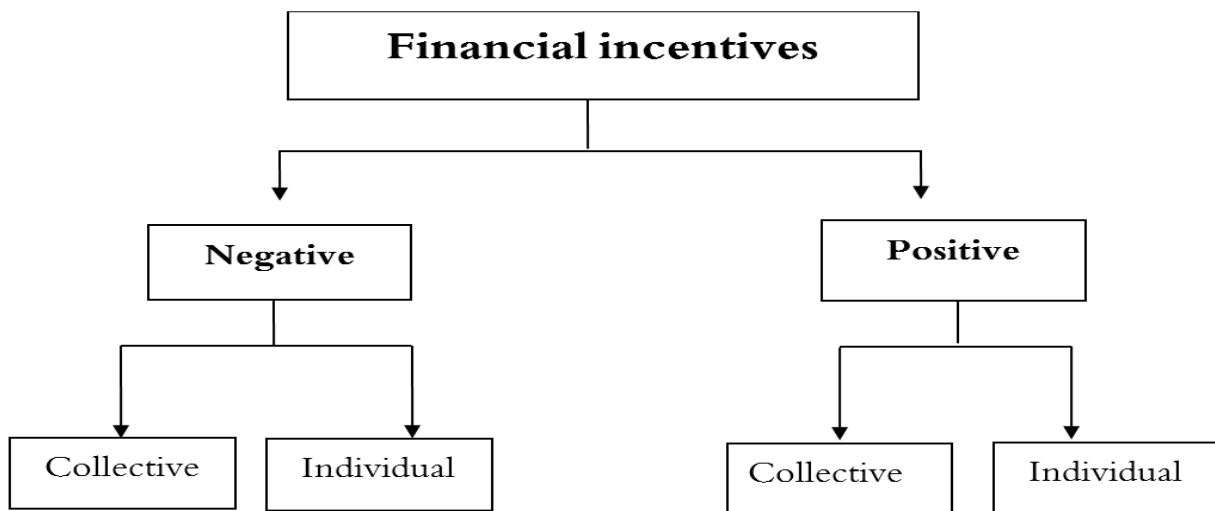 Financial incentives
Negative
Positive
Collective
Individual
Collective
Individual